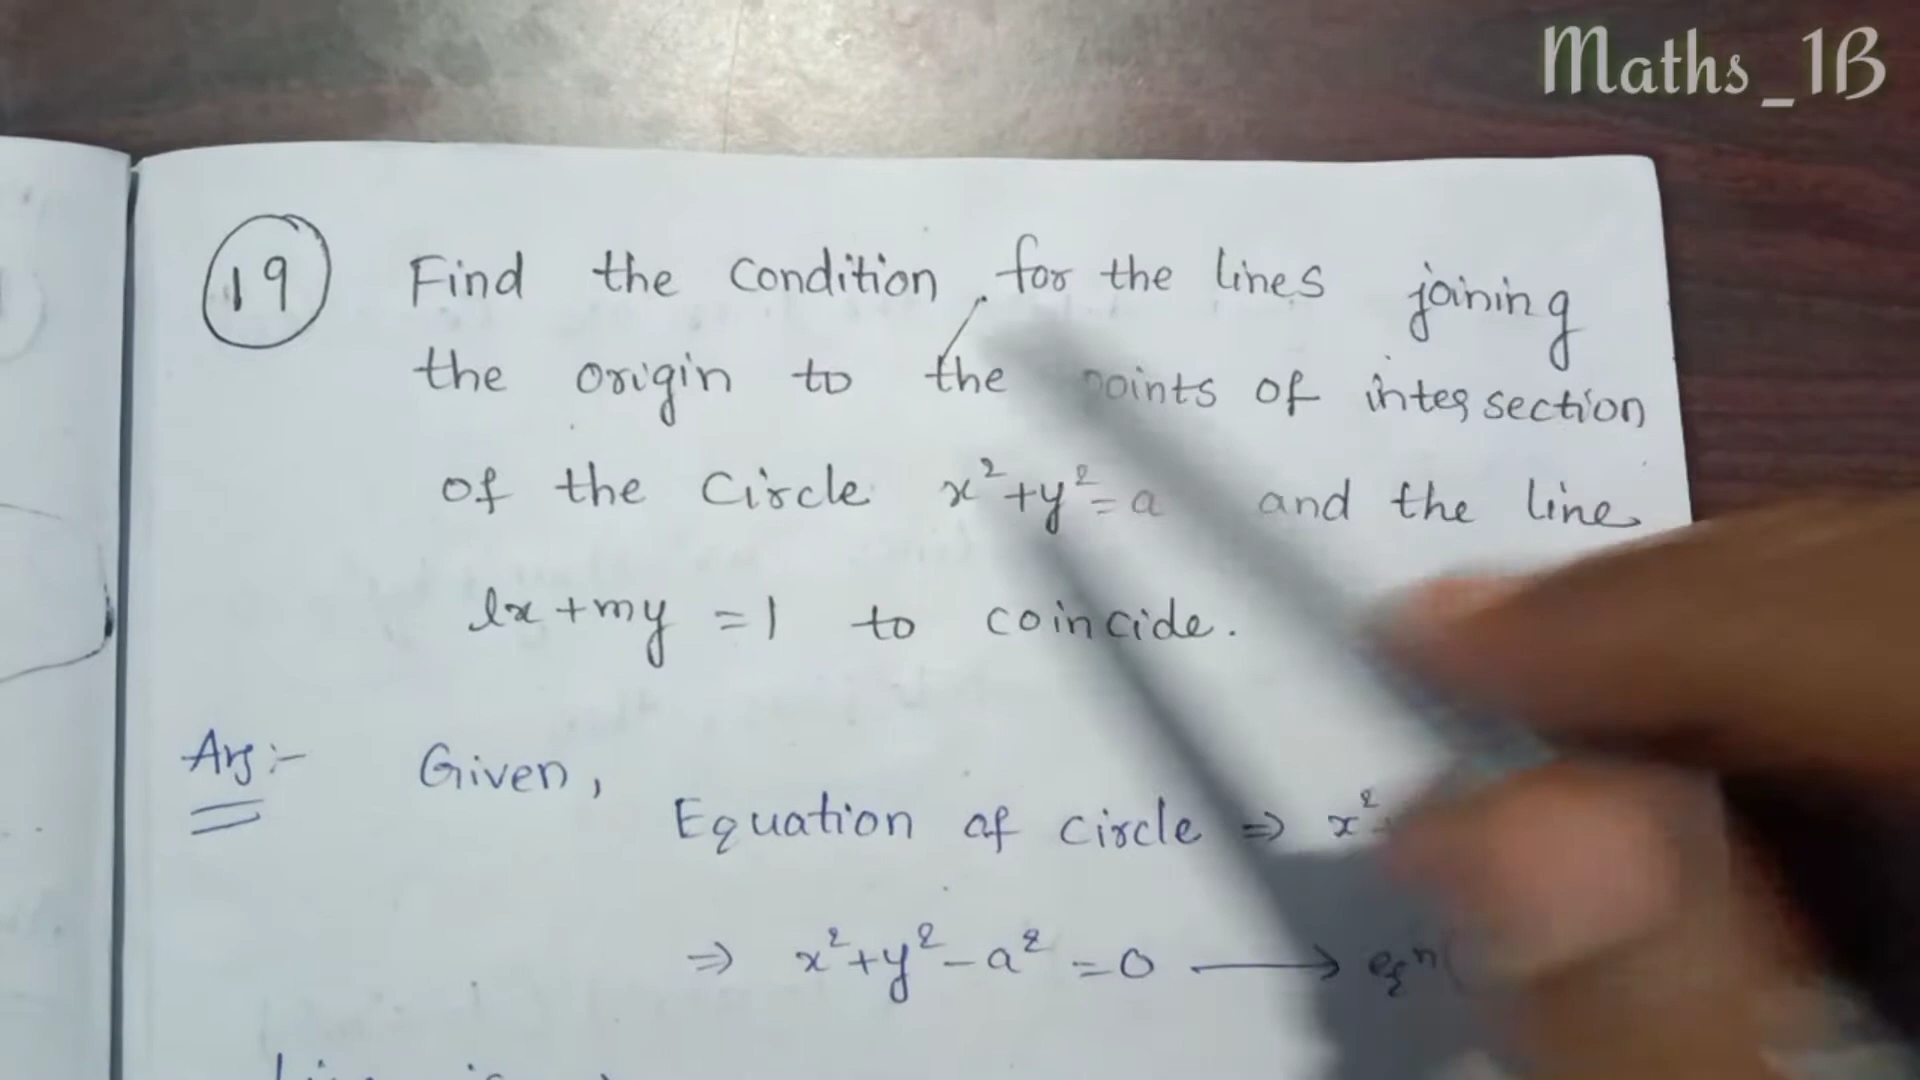 Maths_1B
19 Find the Condition for the lines joining
the origin to the points of intersection
of the Circle x²+y²=a and the line
lx+my =1 to coincide.
Ans:- Given,
Equation of circle ⇒ x²
⇒ x²+y²-a² =0 ⟶ eqn(